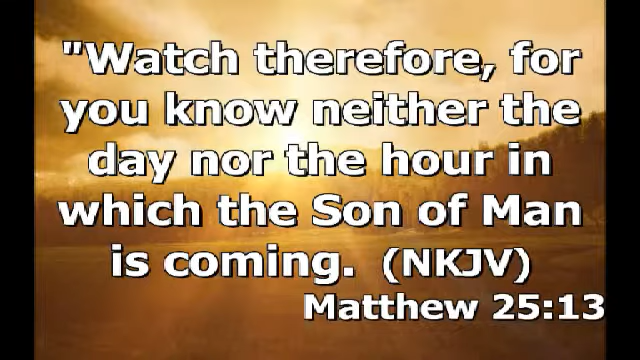 "Watch therefore, for
you know neither the
day nor the hour in
which the Son of Man
is coming. (NKJV)
Matthew 25:13